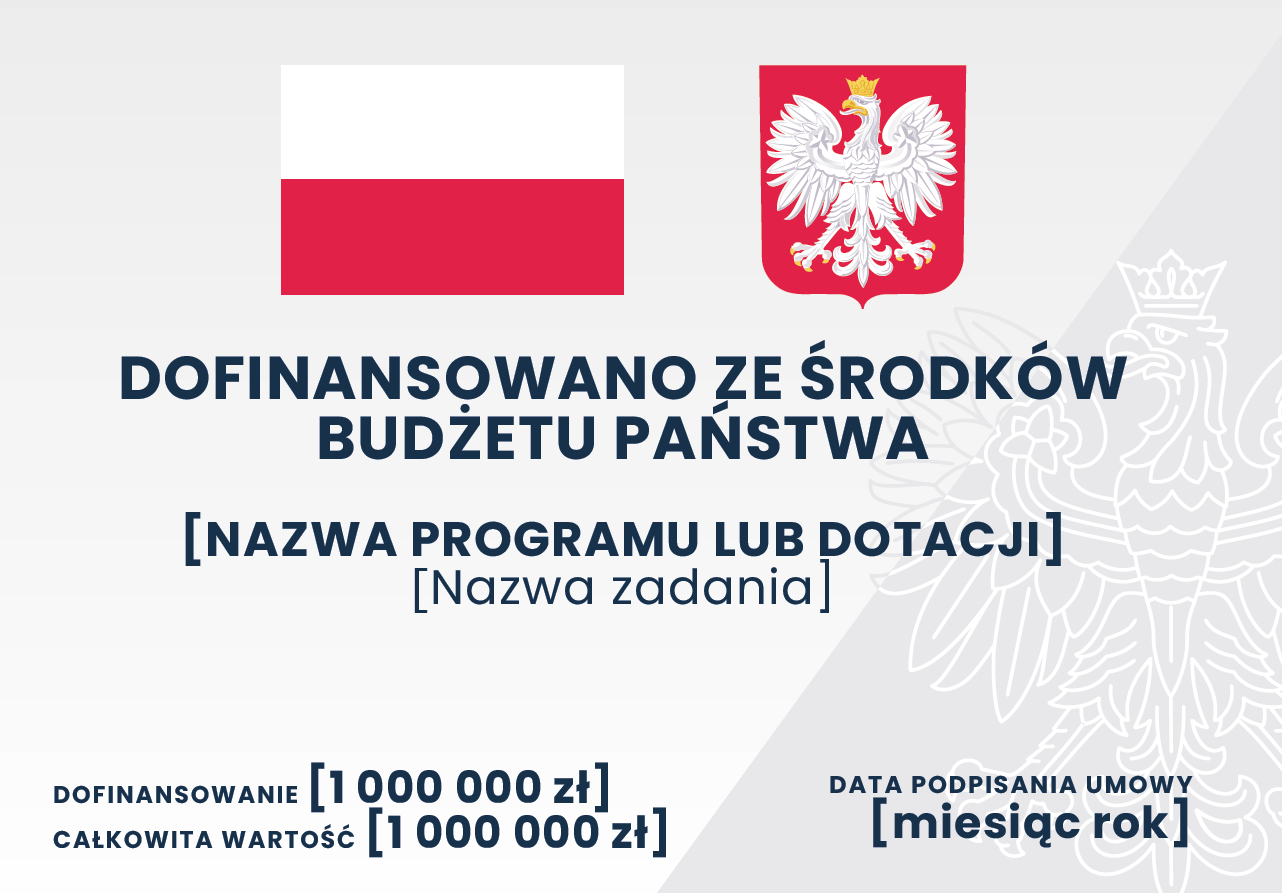 DOFINANSOWANO ZE ŚRODKÓW
BUDŻETU PAŃSTWA
[NAZWA PROGRAMU LUB DOTACJI]
[Nazwa zadania]
DOFINANSOWANIE [1 000 000 zł]
CAŁKOWITA WARTOŚĆ [1 000 000 zł]
DATA PODPISANIA UMOWY
[miesiąc rok]